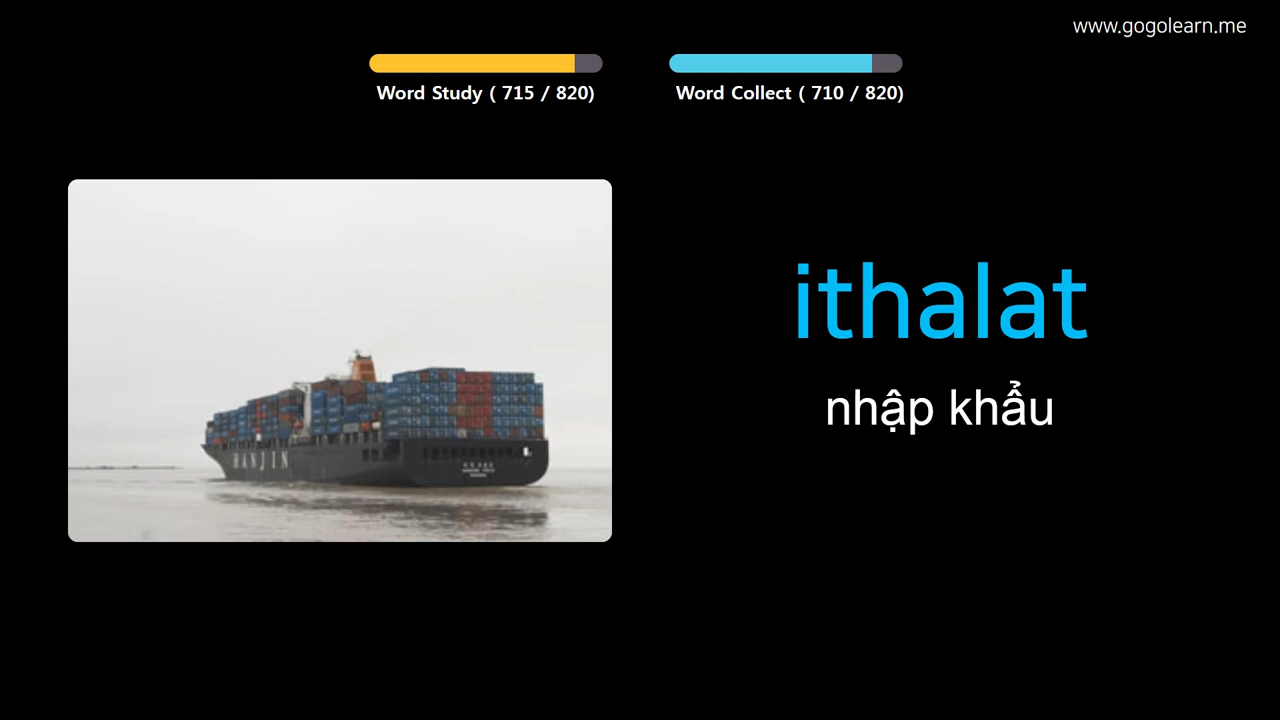 www.gogolearn.me
Word Study ( 715 / 820)
Word Collect ( 710 / 820)
ithalat
nhập khẩu
HANJIN